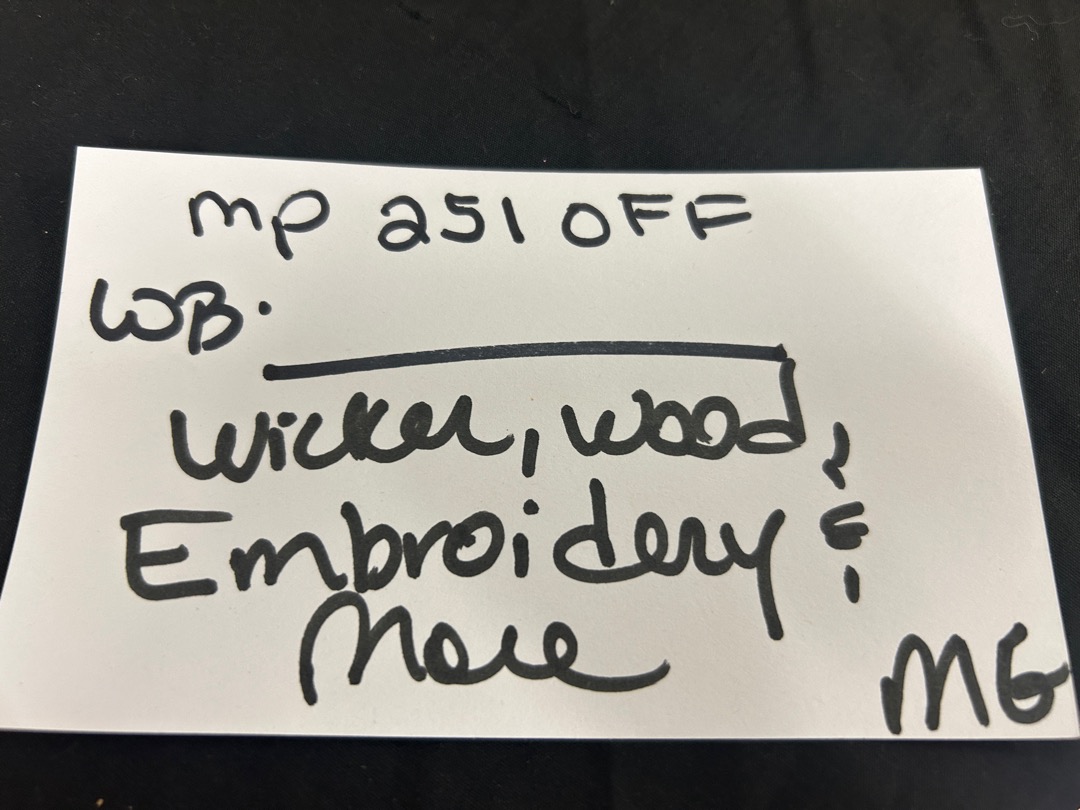 MP 251 OFF
WB.
Wicker, Wood,
Embroidery &
More
MG